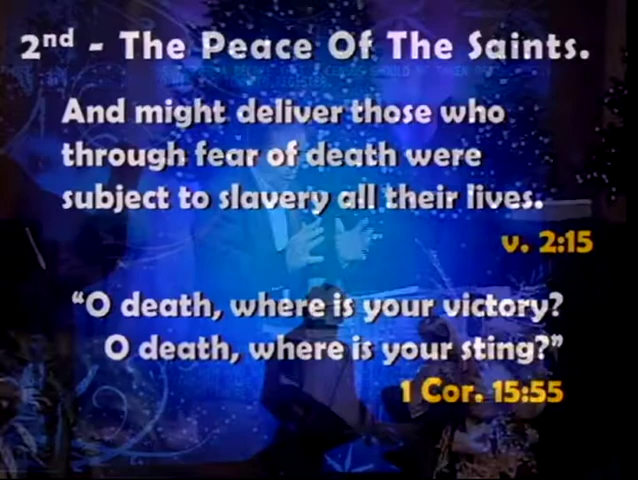 2nd - The Peace Of The Saints.
And might deliver those who
through fear of death were
subject to slavery all their lives.
v. 2:15
“O death, where is your victory?
O death, where is your sting?”
1 Cor. 15:55